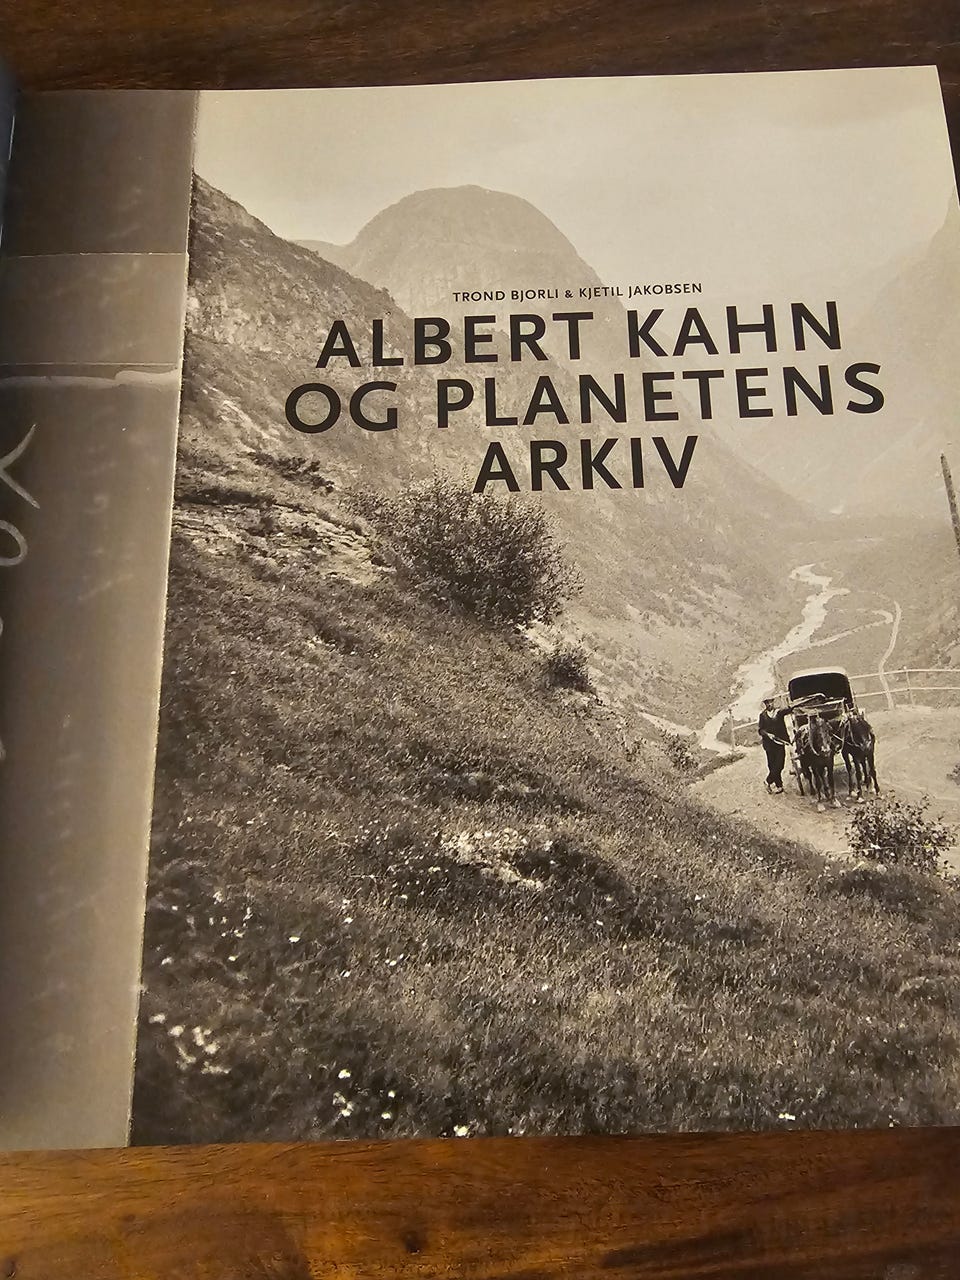 TROND BJORLI & KJETIL JAKOBSEN
ALBERT KAHN
OG PLANETENS
ARKIV